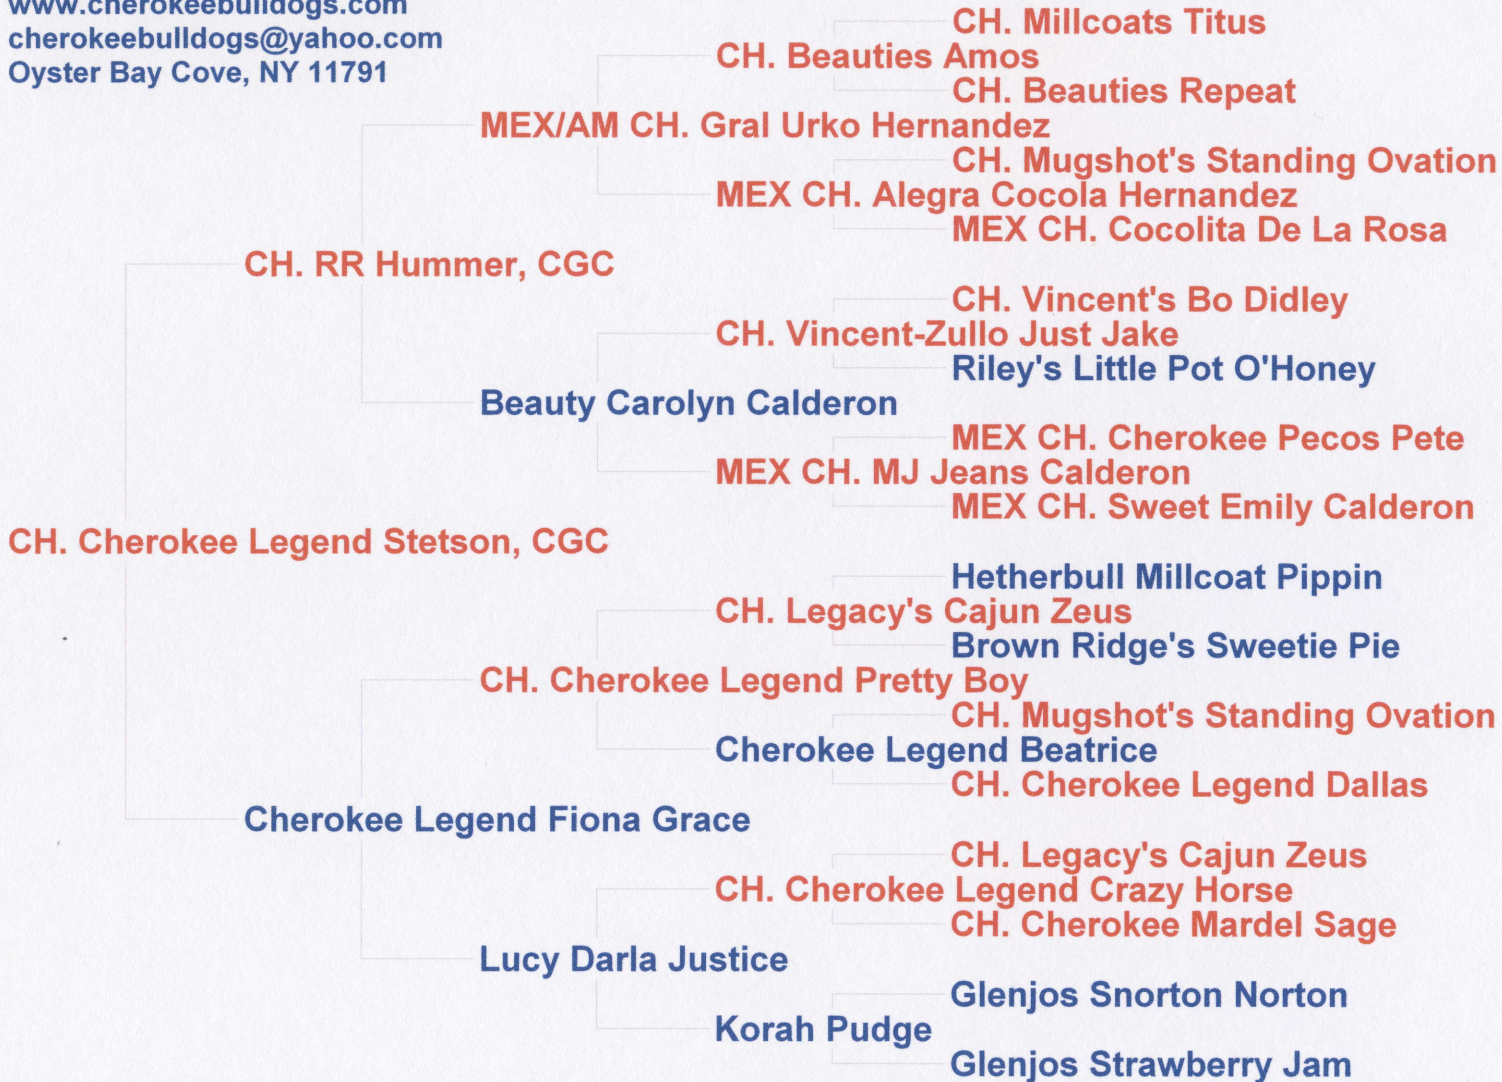 www.cherokeebulldogs.com
cherokeebulldogs@yahoo.com
Oyster Bay Cove, NY 11791
CH. Millcoats Titus
CH. Beauties Amos
CH. Beauties Repeat
MEX/AM CH. Gral Urko Hernandez
CH. Mugshot's Standing Ovation
MEX CH. Alegra Cocola Hernandez
MEX CH. Cocolita De La Rosa
CH. RR Hummer, CGC
CH. Vincent's Bo Didley
CH. Vincent-Zullo Just Jake
Riley's Little Pot O'Honey
Beauty Carolyn Calderon
MEX CH. Cherokee Pecos Pete
MEX CH. MJ Jeans Calderon
MEX CH. Sweet Emily Calderon
CH. Cherokee Legend Stetson, CGC
Hetherbull Millcoat Pippin
CH. Legacy's Cajun Zeus
Brown Ridge's Sweetie Pie
CH. Cherokee Legend Pretty Boy
CH. Mugshot's Standing Ovation
Cherokee Legend Beatrice
CH. Cherokee Legend Dallas
Cherokee Legend Fiona Grace
CH. Legacy's Cajun Zeus
CH. Cherokee Legend Crazy Horse
CH. Cherokee Mardel Sage
Lucy Darla Justice
Glenjos Snorton Norton
Korah Pudge
Glenjos Strawberry Jam